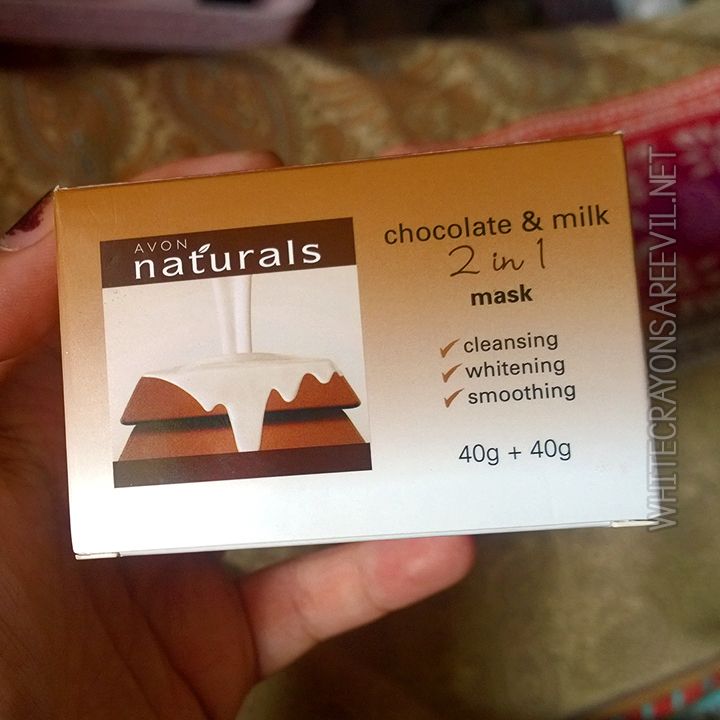 AVON
naturals
chocolate & milk
2 in 1
mask
cleansing
whitening
smoothing
40g + 40g
WHITECRAYONSAREEVIL.NET